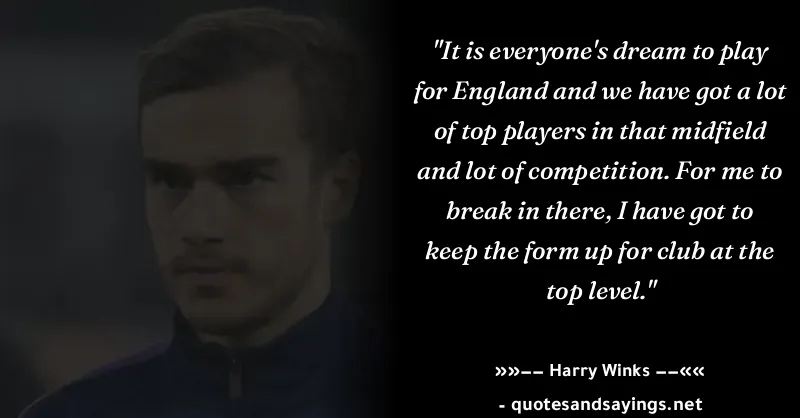 "It is everyone's dream to play
for England and we have got a lot
of top players in that midfield
and lot of competition. For me to
break in there, I have got to
keep the form up for club at the
top level."
»»−− Harry Winks −−««
- quotesandsayings.net